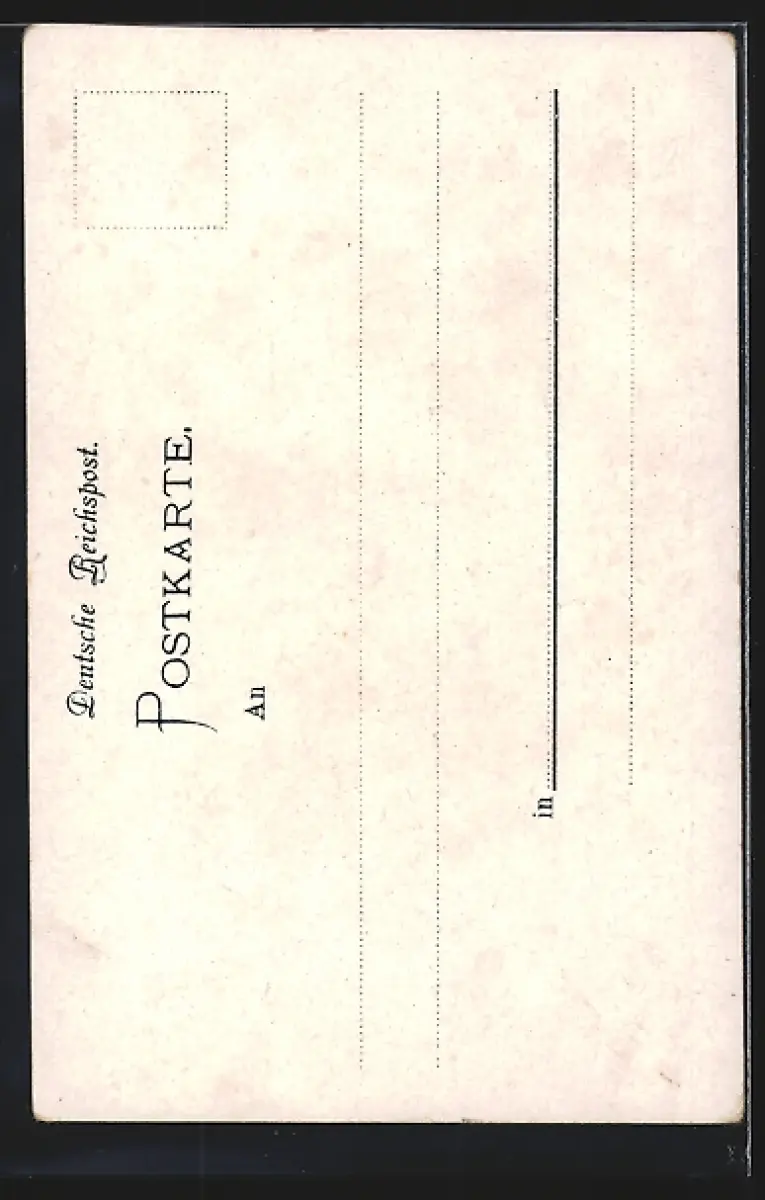 Deutsche Reichspost.
POSTKARTE.
An
in